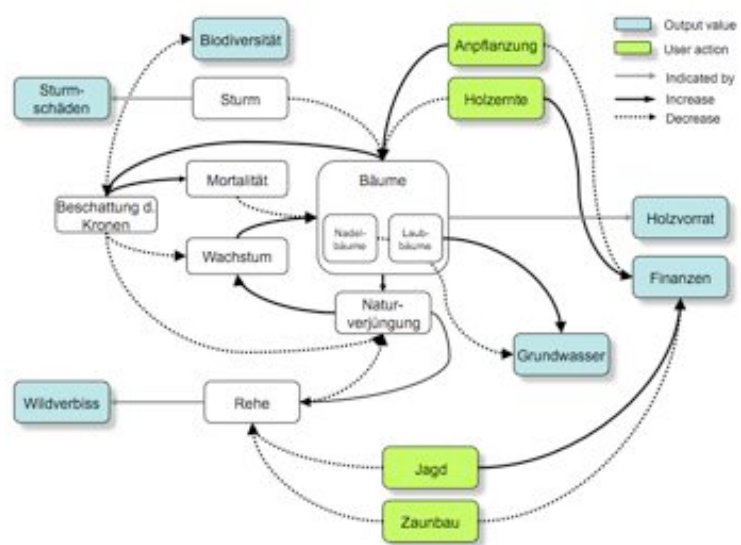 Biodiversität
Anpflanzung
Output value
User action
Sturm-
schäden
Sturm
Holzernte
Indicated by
Increase
Decrease
Mortalität
Bäume
Beschattung d.
Kronen
Nadel-
bäume
Laub-
bäume
Holzvorrat
Wachstum
Finanzen
Natur-
verjüngung
Grundwasser
Wildverbiss
Rehe
Jagd
Zaunbau